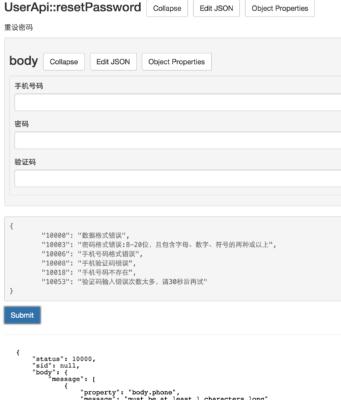 UserApi::resetPassword Collapse Edit JSON Object Properties
重设密码
body Collapse Edit JSON Object Properties
手机号码
密码
验证码
{
"10000": "数据格式错误",
"10003": "密码格式错误:8-20位，且包含字母、数字、符号的两种或以上",
"10006": "手机号码格式错误",
"10008": "手机验证码错误",
"10018": "手机号码不存在",
"10053": "验证码输入错误次数太多，请30秒后再试"
}
Submit
{
"status": 10000,
"sid": null,
"body": {
"message": [
{
"property": "body.phone",
"message": "must be at least 1 characters long"